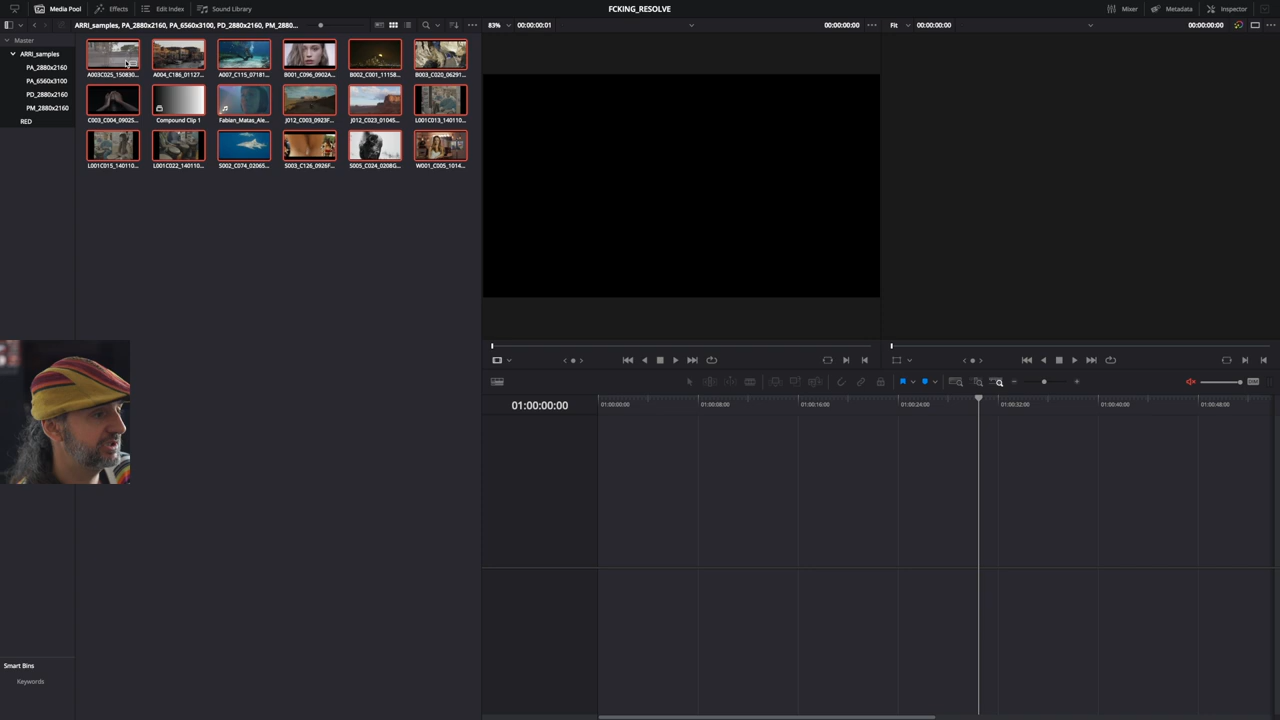 Media Pool
Effects
Edit Index
Sound Library
FCKING_RESOLVE
Mixer
Metadata
Inspector
ARRI_samples, PA_2880x2160, PA_6560x3100, PD_2880x2160, PM_2880...
83%
00:00:00:01
00:00:00:00
Fit
00:00:00:00
00:00:00:00
Master
ARRI_samples
PA_2880x2160
PA_6560x3100
PD_2880x2160
PM_2880x2160
RED
A003C025_150830...
A004_C186_01127...
A007_C115_07181...
B001_C096_0902A...
B002_C001_11158...
B003_C020_06291...
C003_C004_0902S...
Compound Clip 1
Fabian_Matas_Ale...
J012_C003_0923F...
J012_C023_01045...
L001C013_140110...
L001C015_140110...
L001C022_140110...
S002_C074_02065...
S003_C126_0926F...
S005_C024_0208G...
W001_C005_1014...
01:00:00:00
01:00:00:00
01:00:08:00
01:00:16:00
01:00:24:00
01:00:32:00
01:00:40:00
01:00:48:00
Smart Bins
Keywords